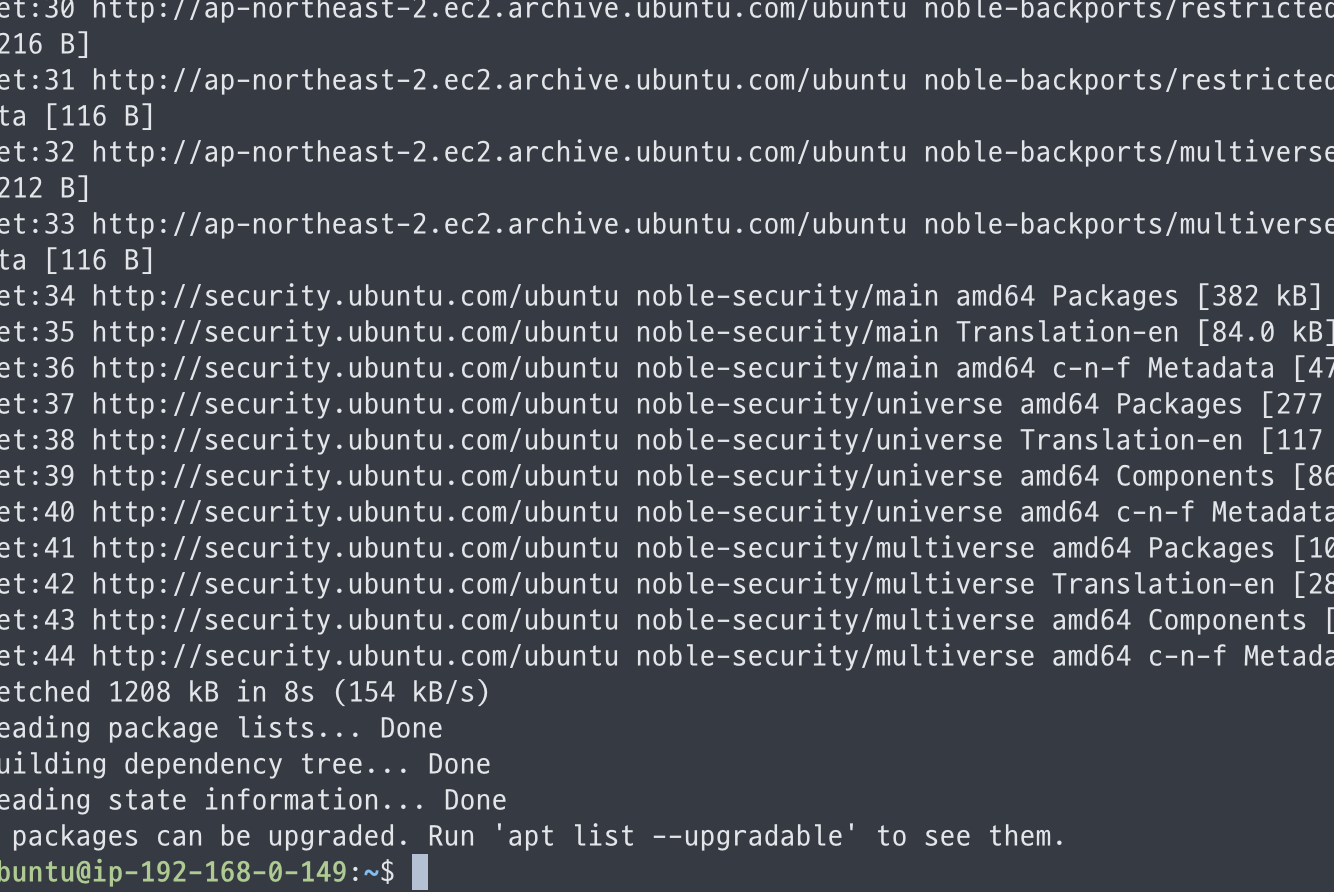 et:30 http://ap-northeast-2.ec2.archive.ubuntu.com/ubuntu noble-backports/restricted
216 B]
et:31 http://ap-northeast-2.ec2.archive.ubuntu.com/ubuntu noble-backports/restricted
ta [116 B]
et:32 http://ap-northeast-2.ec2.archive.ubuntu.com/ubuntu noble-backports/multiverse
212 B]
et:33 http://ap-northeast-2.ec2.archive.ubuntu.com/ubuntu noble-backports/multiverse
ta [116 B]
et:34 http://security.ubuntu.com/ubuntu noble-security/main amd64 Packages [382 kB]
et:35 http://security.ubuntu.com/ubuntu noble-security/main Translation-en [84.0 kB]
et:36 http://security.ubuntu.com/ubuntu noble-security/main amd64 c-n-f Metadata [47
et:37 http://security.ubuntu.com/ubuntu noble-security/universe amd64 Packages [277
et:38 http://security.ubuntu.com/ubuntu noble-security/universe Translation-en [117
et:39 http://security.ubuntu.com/ubuntu noble-security/universe amd64 Components [86
et:40 http://security.ubuntu.com/ubuntu noble-security/universe amd64 c-n-f Metadata
et:41 http://security.ubuntu.com/ubuntu noble-security/multiverse amd64 Packages [10
et:42 http://security.ubuntu.com/ubuntu noble-security/multiverse Translation-en [28
et:43 http://security.ubuntu.com/ubuntu noble-security/multiverse amd64 Components [
et:44 http://security.ubuntu.com/ubuntu noble-security/multiverse amd64 c-n-f Metada
etched 1208 kB in 8s (154 kB/s)
eading package lists... Done
uilding dependency tree... Done
eading state information... Done
packages can be upgraded. Run 'apt list --upgradable' to see them.
buntu@ip-192-168-0-149:~$